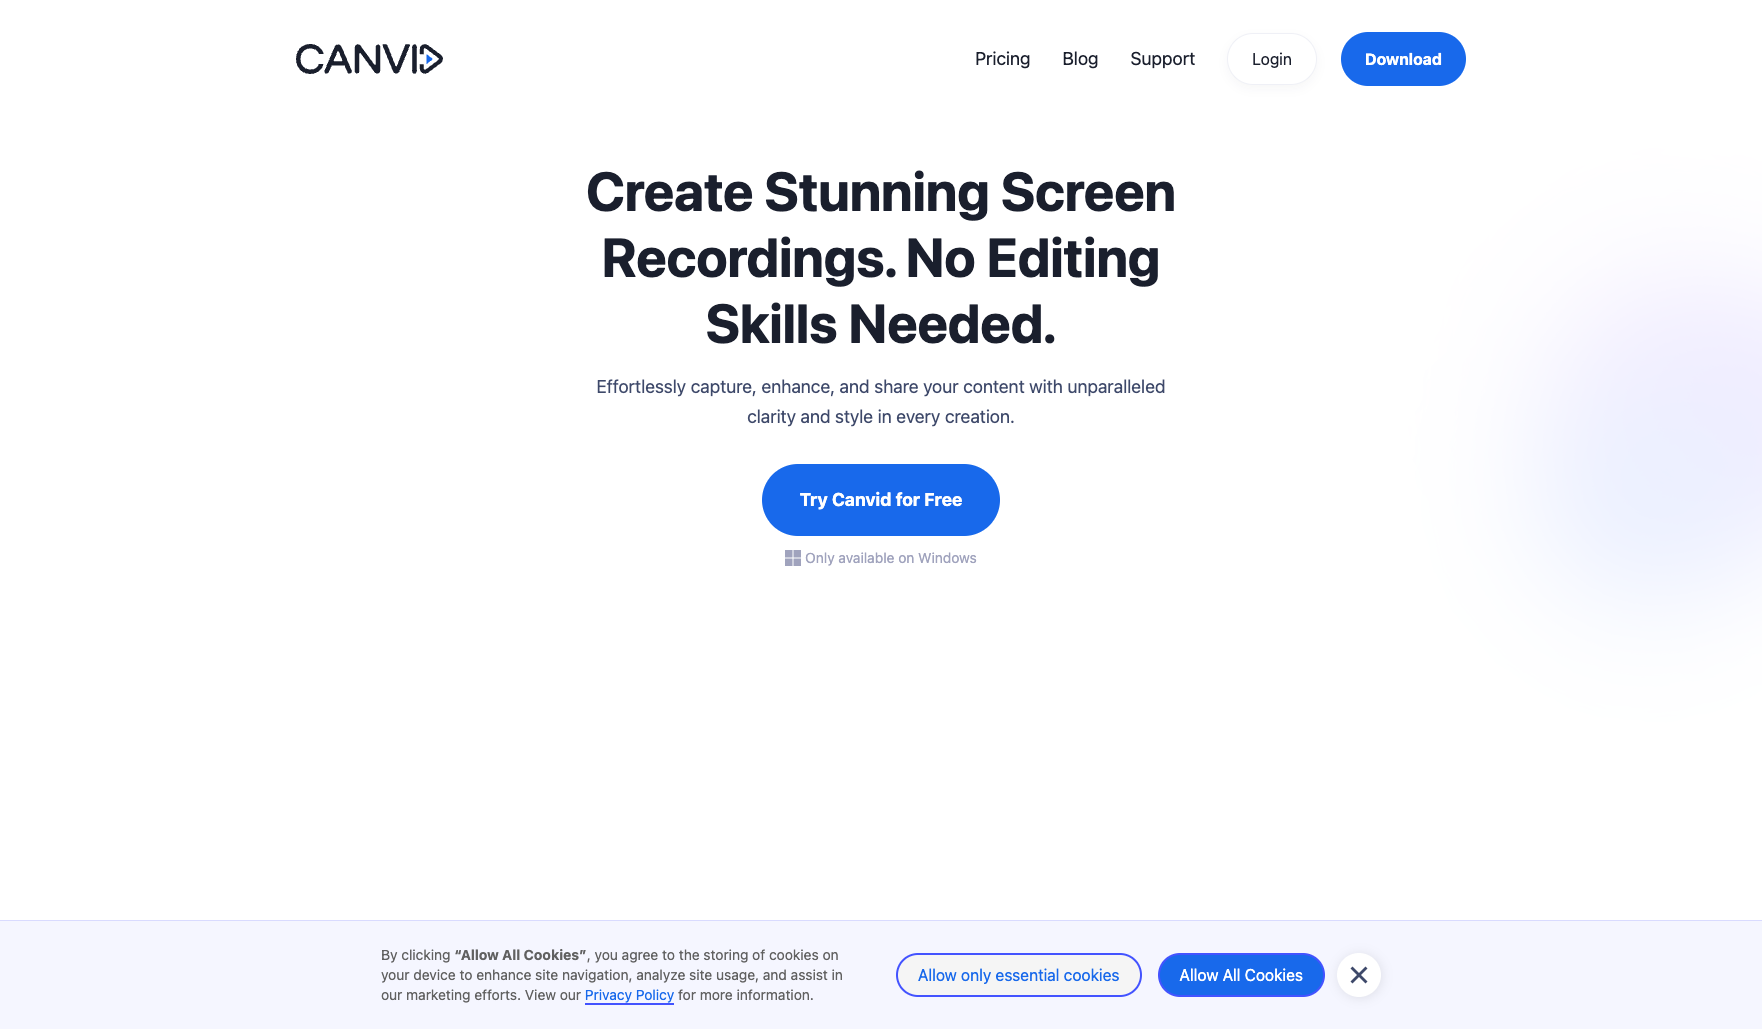 CANVID
Pricing
Blog
Support
Login
Download
Create Stunning Screen
Recordings. No Editing
Skills Needed.
Effortlessly capture, enhance, and share your content with unparalleled
clarity and style in every creation.
Try Canvid for Free
Only available on Windows
By clicking “Allow All Cookies”, you agree to the storing of cookies on
your device to enhance site navigation, analyze site usage, and assist in
our marketing efforts. View our Privacy Policy for more information.
Allow only essential cookies
Allow All Cookies